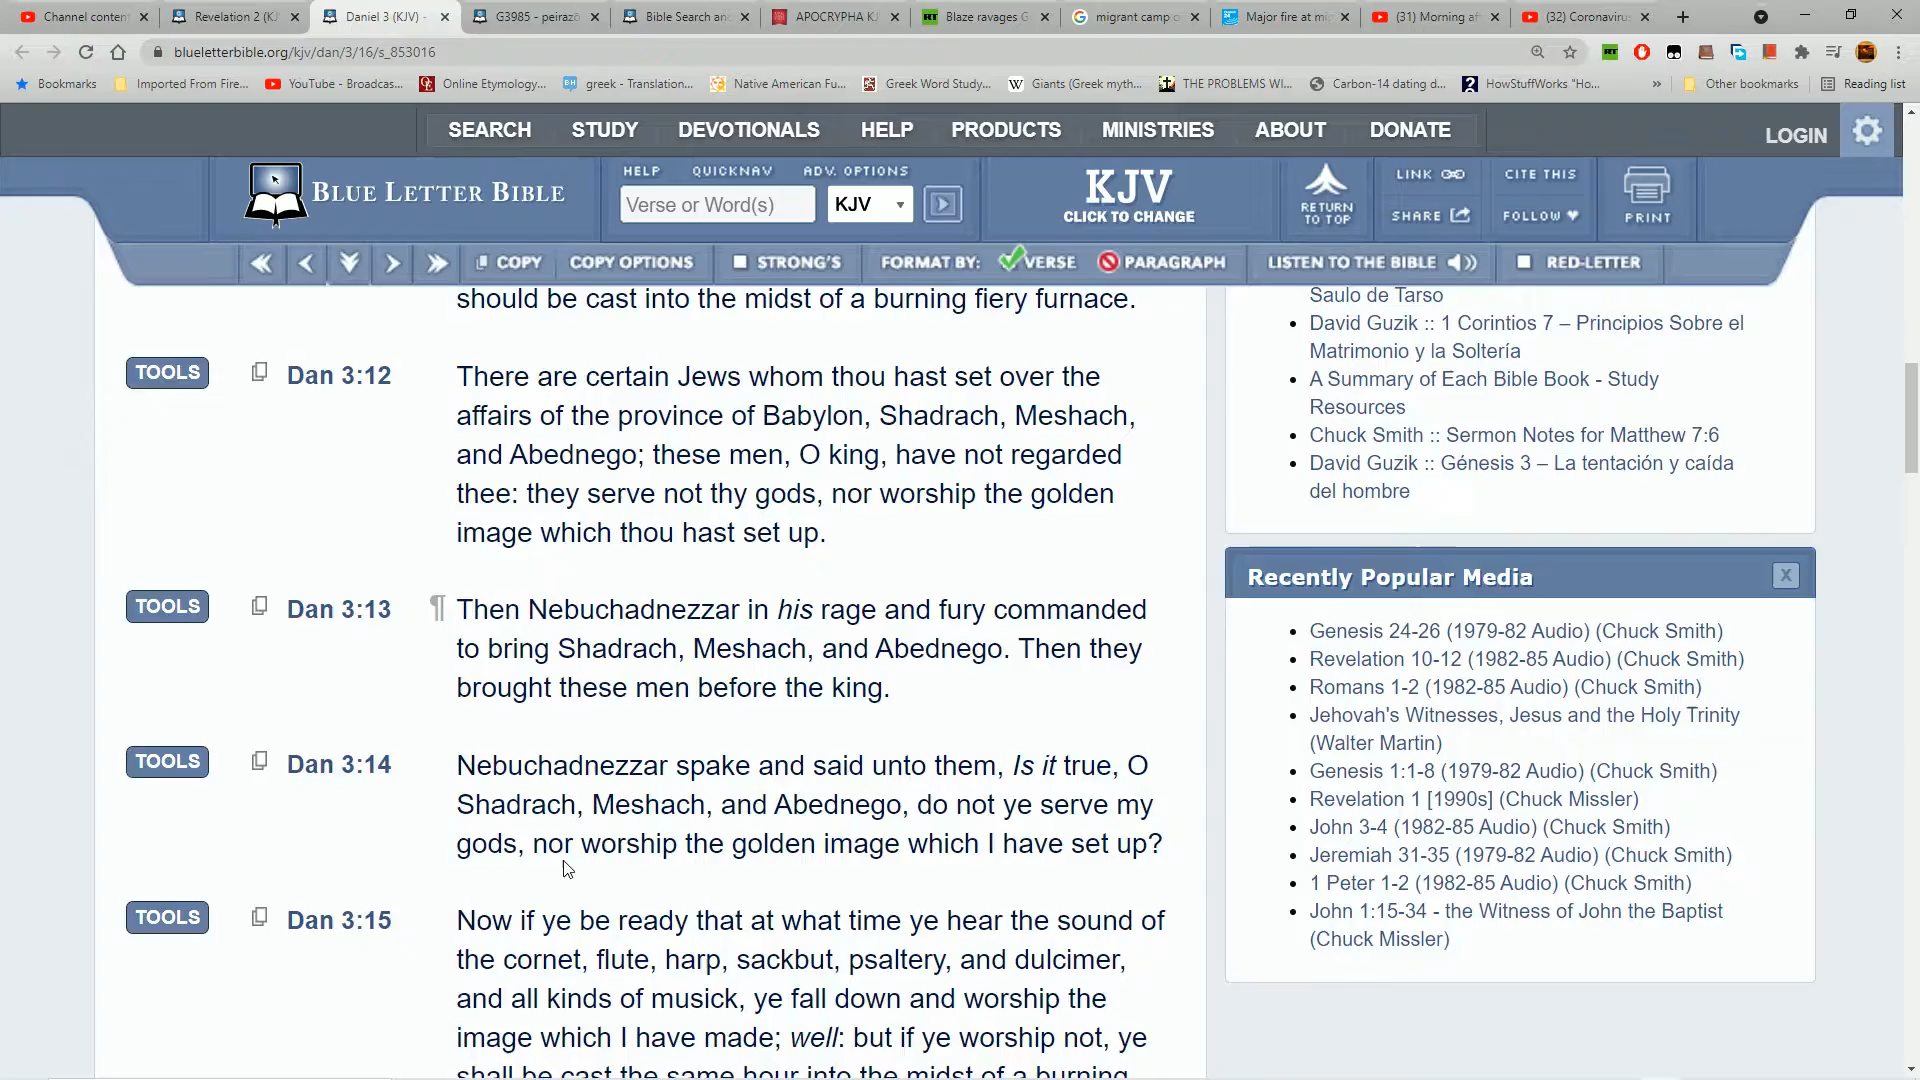 Channel content
Revelation 2 (KJ
Daniel 3 (KJV) -
G3985 - peirazō
Bible Search and
APOCRYPHA KJ
Blaze ravages G
migrant camp o
Major fire at mi
(31) Morning af
(32) Coronaviru
blueletterbible.org/kjv/dan/3/16/s_853016
Bookmarks
Imported From Fire...
YouTube - Broadcas...
Online Etymology...
greek - Translation...
Native American Fu...
Greek Word Study...
Giants (Greek myth...
THE PROBLEMS WI...
Carbon-14 dating d...
HowStuffWorks "Ho...
»
Other bookmarks
Reading list
SEARCH STUDY DEVOTIONALS HELP PRODUCTS MINISTRIES ABOUT DONATE
LOGIN
BLUE LETTER BIBLE
HELP QUICKNAV ADV. OPTIONS
Verse or Word(s)
KJV
KJV
CLICK TO CHANGE
RETURN
TO TOP
LINK
SHARE
CITE THIS
FOLLOW
PRINT
COPY COPY OPTIONS STRONG'S FORMAT BY: VERSE PARAGRAPH LISTEN TO THE BIBLE RED-LETTER
should be cast into the midst of a burning fiery furnace.
TOOLS Dan 3:12
There are certain Jews whom thou hast set over the
affairs of the province of Babylon, Shadrach, Meshach,
and Abednego; these men, O king, have not regarded
thee: they serve not thy gods, nor worship the golden
image which thou hast set up.
TOOLS Dan 3:13
¶ Then Nebuchadnezzar in his rage and fury commanded
to bring Shadrach, Meshach, and Abednego. Then they
brought these men before the king.
TOOLS Dan 3:14
Nebuchadnezzar spake and said unto them, Is it true, O
Shadrach, Meshach, and Abednego, do not ye serve my
gods, nor worship the golden image which I have set up?
TOOLS Dan 3:15
Now if ye be ready that at what time ye hear the sound of
the cornet, flute, harp, sackbut, psaltery, and dulcimer,
and all kinds of musick, ye fall down and worship the
image which I have made; well: but if ye worship not, ye
shall be cast the same hour into the midst of a burning
Saulo de Tarso
David Guzik :: 1 Corintios 7 – Principios Sobre el
Matrimonio y la Soltería
A Summary of Each Bible Book - Study
Resources
Chuck Smith :: Sermon Notes for Matthew 7:6
David Guzik :: Génesis 3 – La tentación y caída
del hombre
Recently Popular Media
X
Genesis 24-26 (1979-82 Audio) (Chuck Smith)
Revelation 10-12 (1982-85 Audio) (Chuck Smith)
Romans 1-2 (1982-85 Audio) (Chuck Smith)
Jehovah's Witnesses, Jesus and the Holy Trinity
(Walter Martin)
Genesis 1:1-8 (1979-82 Audio) (Chuck Smith)
Revelation 1 [1990s] (Chuck Missler)
John 3-4 (1982-85 Audio) (Chuck Smith)
Jeremiah 31-35 (1979-82 Audio) (Chuck Smith)
1 Peter 1-2 (1982-85 Audio) (Chuck Smith)
John 1:15-34 - the Witness of John the Baptist
(Chuck Missler)